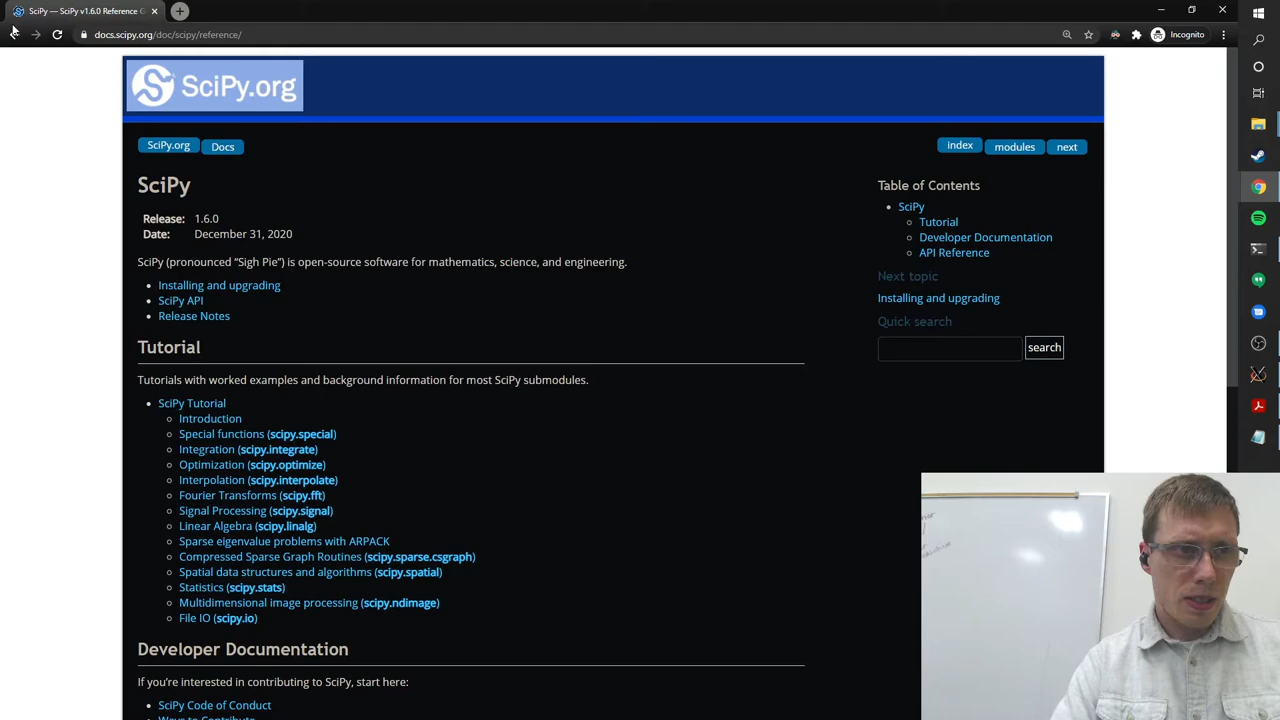 SciPy — SciPy v1.6.0 Reference G
docs.scipy.org/doc/scipy/reference/
Incognito
SciPy.org
SciPy.org
Docs
index
modules
next
SciPy
Release: 1.6.0
Date: December 31, 2020
SciPy (pronounced “Sigh Pie”) is open-source software for mathematics, science, and engineering.
• Installing and upgrading
• SciPy API
• Release Notes
Tutorial
Tutorials with worked examples and background information for most SciPy submodules.
• SciPy Tutorial
○ Introduction
○ Special functions (scipy.special)
○ Integration (scipy.integrate)
○ Optimization (scipy.optimize)
○ Interpolation (scipy.interpolate)
○ Fourier Transforms (scipy.fft)
○ Signal Processing (scipy.signal)
○ Linear Algebra (scipy.linalg)
○ Sparse eigenvalue problems with ARPACK
○ Compressed Sparse Graph Routines (scipy.sparse.csgraph)
○ Spatial data structures and algorithms (scipy.spatial)
○ Statistics (scipy.stats)
○ Multidimensional image processing (scipy.ndimage)
○ File IO (scipy.io)
Developer Documentation
If you’re interested in contributing to SciPy, start here:
SciPy Code of Conduct
Ways to Contribute
Table of Contents
• SciPy
○ Tutorial
○ Developer Documentation
○ API Reference
Next topic
Installing and upgrading
Quick search
search